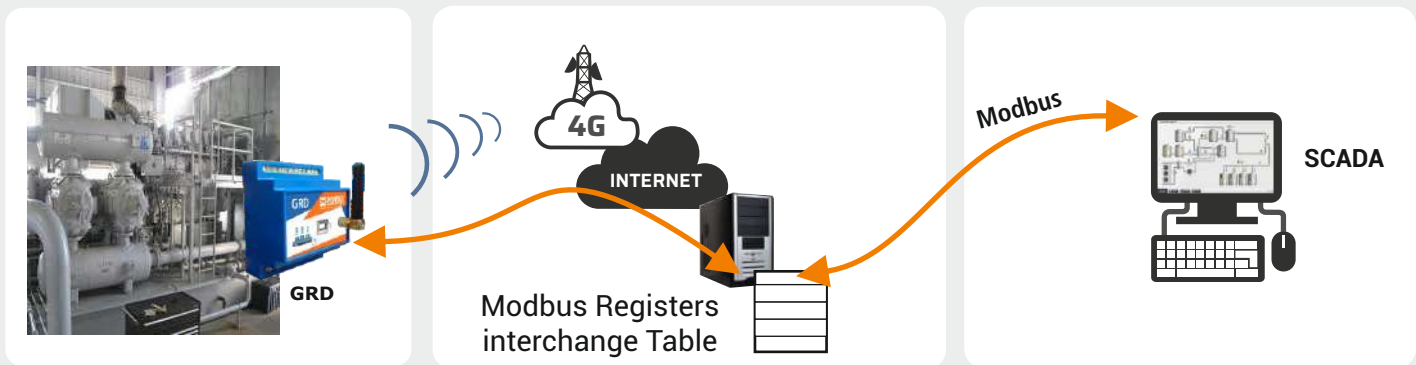 GRD
GRD
4G
INTERNET
Modbus Registers
interchange Table
Modbus
SCADA